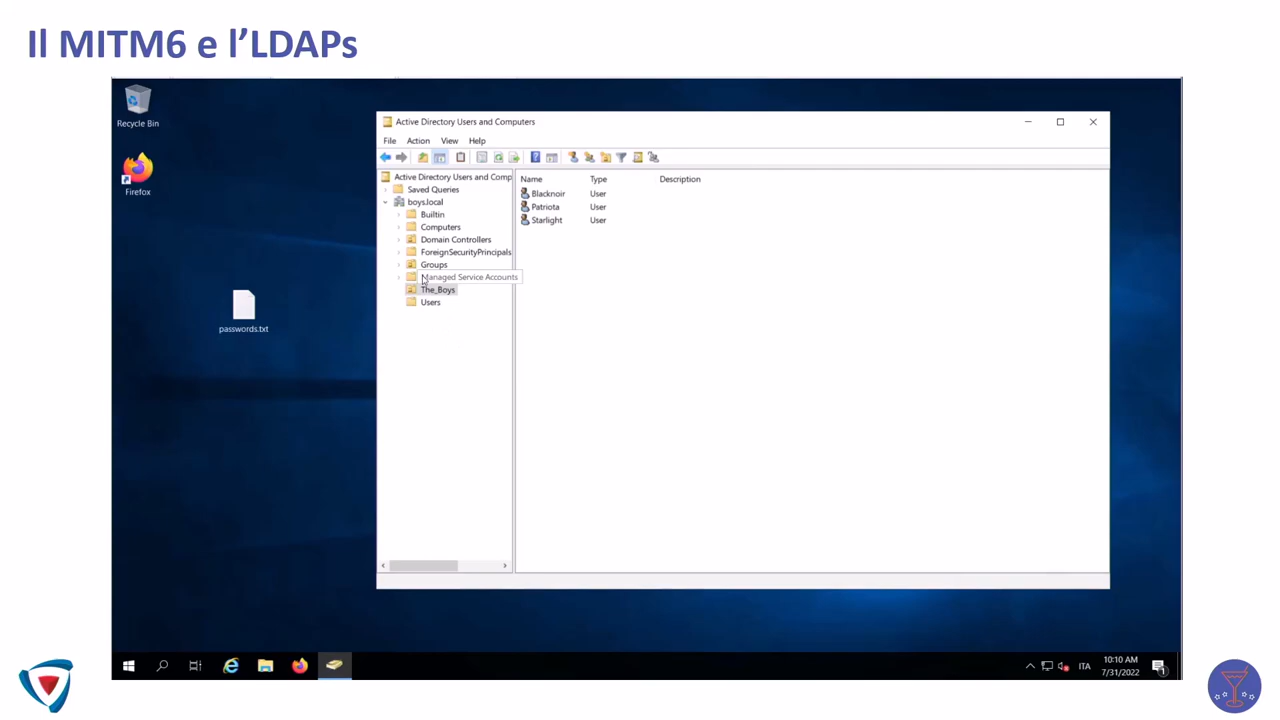 Il MITM6 e l'LDAPs
Recycle Bin
Firefox
passwords.txt
Active Directory Users and Computers
File Action View Help
Active Directory Users and Comp
Saved Queries
boys.local
Builtin
Computers
Domain Controllers
ForeignSecurityPrincipals
Groups
Managed Service Accounts
The_Boys
Users
Name Type Description
Blacknoir User
Patriota User
Starlight User
ITA
10:10 AM
7/31/2022
1